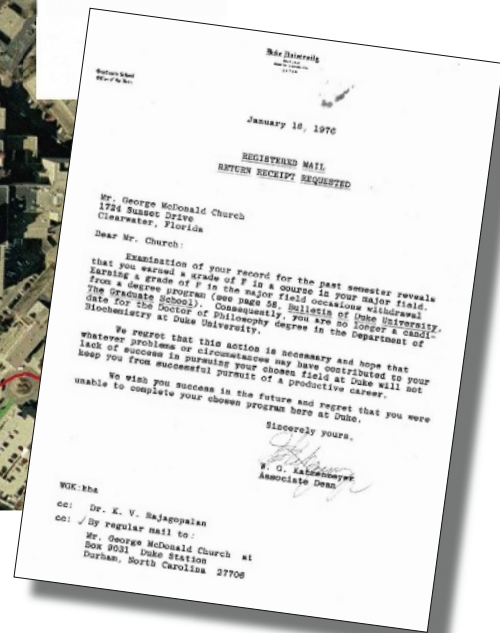 Duke University
Graduate School
January 16, 1976
REGISTERED MAIL
RETURN RECEIPT REQUESTED
Mr. George McDonald Church
1724 Sunset Drive
Clearwater, Florida
Dear Mr. Church:
Examination of your record for the past semester reveals
that you earned a grade of F in a course in your major field.
Earning a grade of F in the major field occasions withdrawal
from a degree program (see page 58, Bulletin of Duke University,
The Graduate School). Consequently, you are no longer a candi-
date for the Doctor of Philosophy degree in the Department of
Biochemistry at Duke University.
We regret that this action is necessary and hope that
whatever problems or circumstances may have contributed to your
lack of success in pursuing your chosen field at Duke will not
keep you from successful pursuit of a productive career.
We wish you success in the future and regret that you were
unable to complete your chosen program here at Duke.
Sincerely yours,
W. G. Katzenmeyer
Associate Dean
WGK:bba
cc: Dr. K. V. Rajagopalan
cc: √ By regular mail to:
Mr. George McDonald Church at
Box 9031 Duke Station
Durham, North Carolina 27706